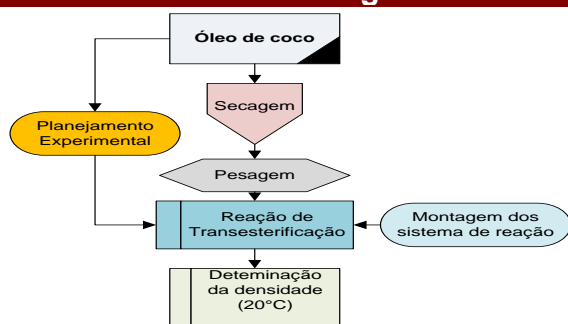 Óleo de coco
Secagem
Planejamento
Experimental
Pesagem
Reação de
Transesterificação
Montagem dos
sistema de reação
Deteminação
da densidade
(20°C)